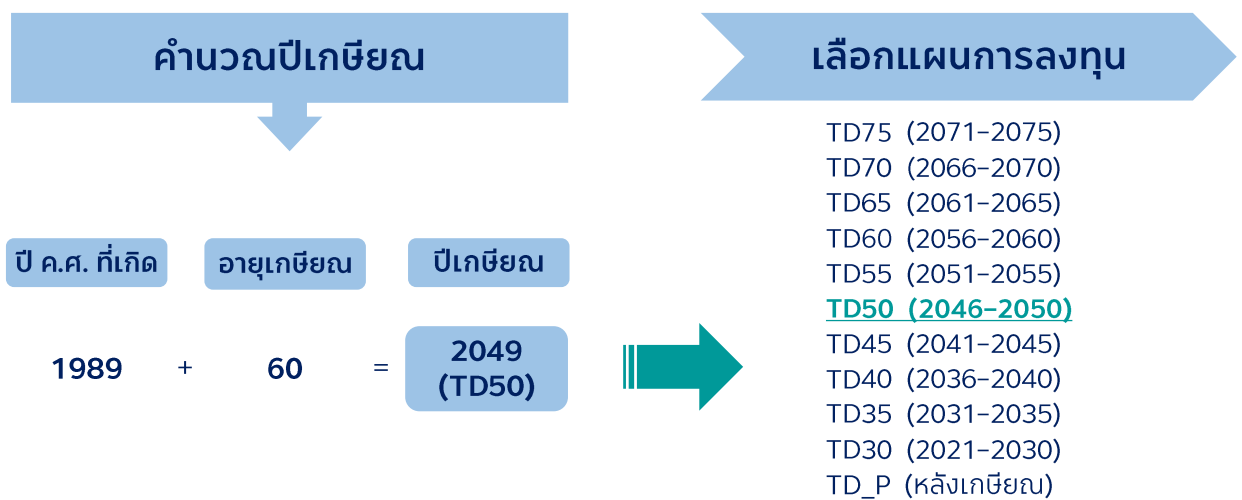 คำนวณปีเกษียณ
ปี ค.ศ. ที่เกิด อายุเกษียณ ปีเกษียณ
1989 + 60 = 2049
(TD50)
เลือกแผนการลงทุน
TD75 (2071–2075)
TD70 (2066–2070)
TD65 (2061–2065)
TD60 (2056–2060)
TD55 (2051–2055)
TD50 (2046–2050)
TD45 (2041–2045)
TD40 (2036–2040)
TD35 (2031–2035)
TD30 (2021–2030)
TD_P (หลังเกษียณ)